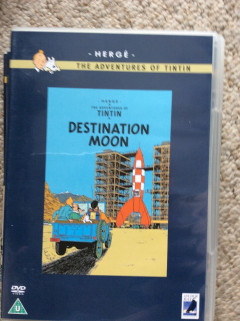 - HERGÉ -
THE ADVENTURES OF TINTIN
HERGÉ
THE ADVENTURES OF
TINTIN
DESTINATION
MOON
DVD
U